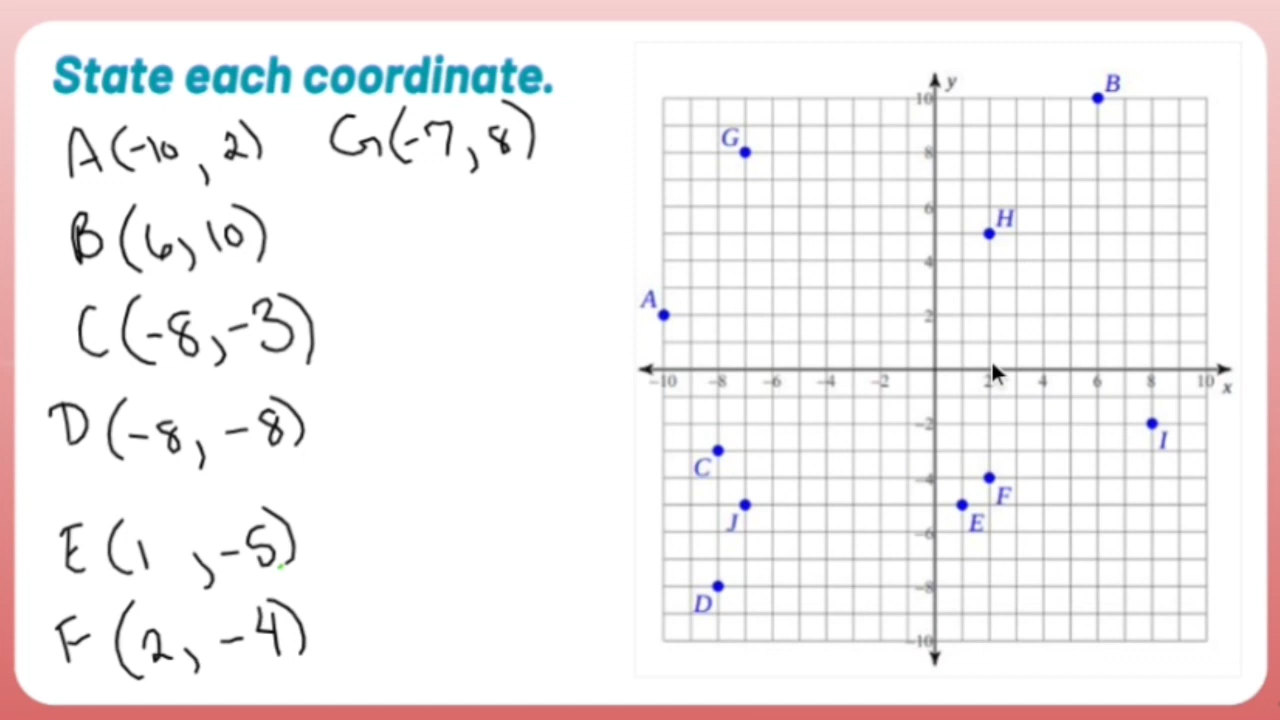 State each coordinate.
A(-10, 2) G(-7, 8)
B(6, 10)
C(-8, -3)
D(-8, -8)
E(1, -5)
F(2, -4)
y
B
10
G
8
6
H
4
A
2
-10 -8 -6 -4 -2 2 4 6 8 10 x
-2
I
C
-4
F
J
E
-6
-8
D
-10